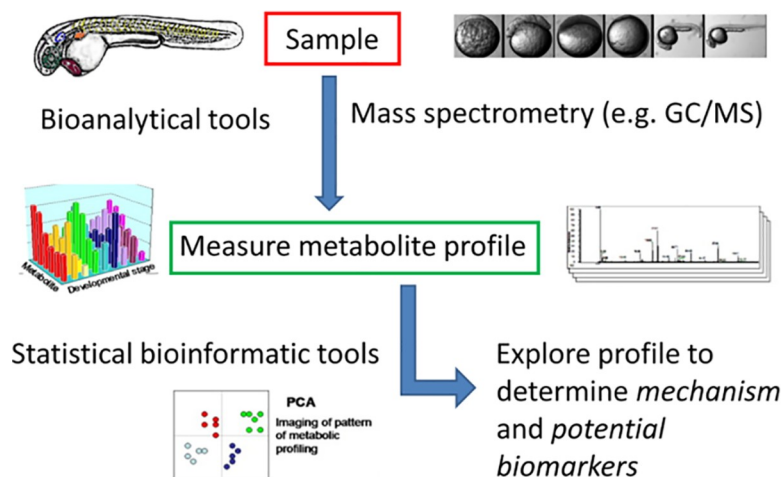 Sample
Bioanalytical tools
Mass spectrometry (e.g. GC/MS)
Measure metabolite profile
Metabolite
Developmental stage
Statistical bioinformatic tools
Explore profile to
determine mechanism
and potential
biomarkers
PCA
Imaging of pattern
of metabolic
profiling